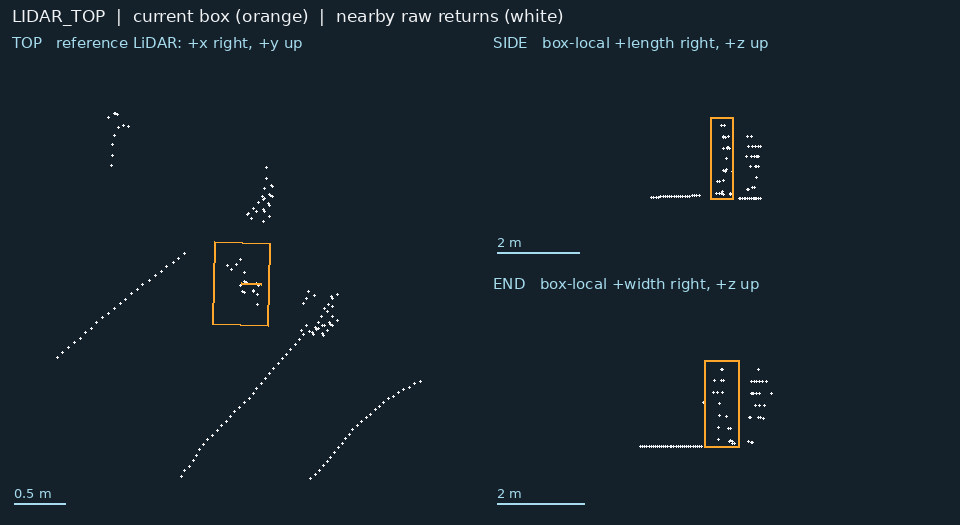 LIDAR_TOP | current box (orange) | nearby raw returns (white)
TOP reference LiDAR: +x right, +y up
SIDE box-local +length right, +z up
2 m
END box-local +width right, +z up
0.5 m
2 m